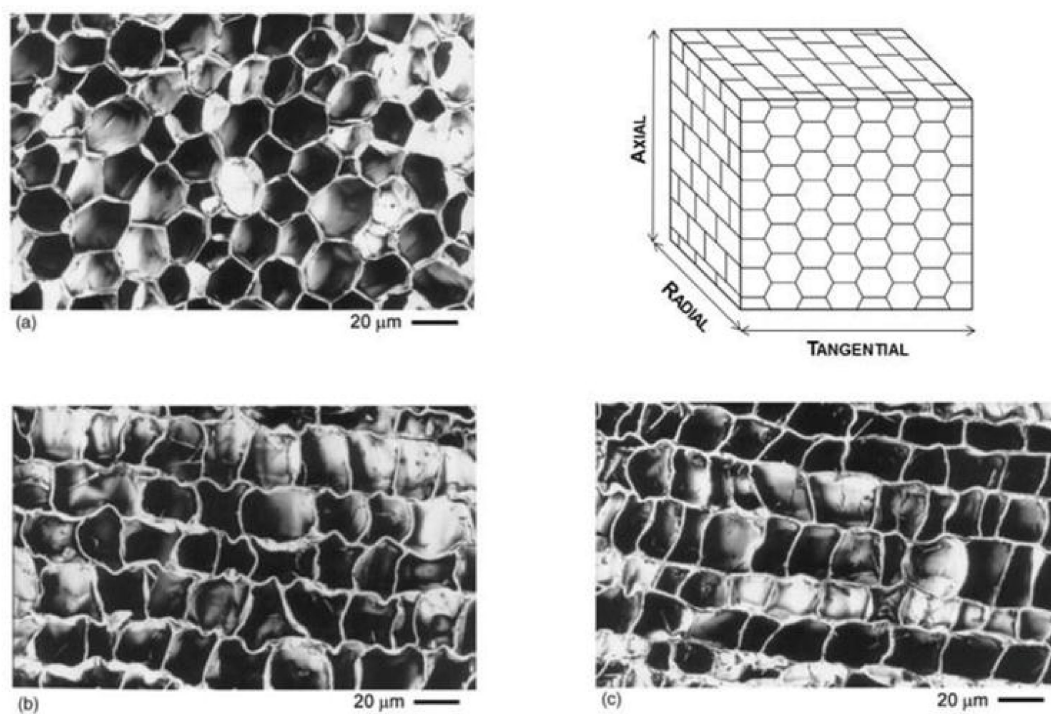 (a)
20 μm
AXIAL
RADIAL
TANGENTIAL
(b)
20 μm
(c)
20 μm